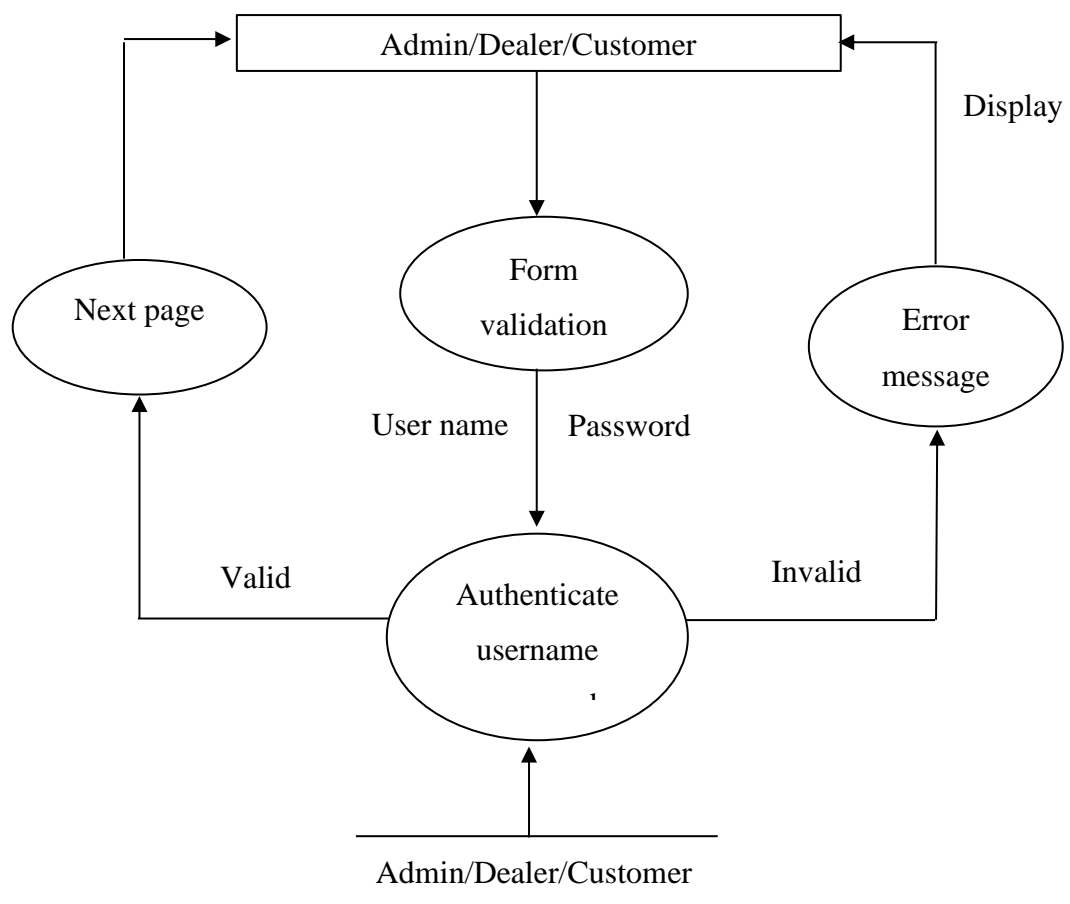 Admin/Dealer/Customer
Display
Form
validation
Next page
Error
message
User name
Password
Valid
Invalid
Authenticate
username
Admin/Dealer/Customer